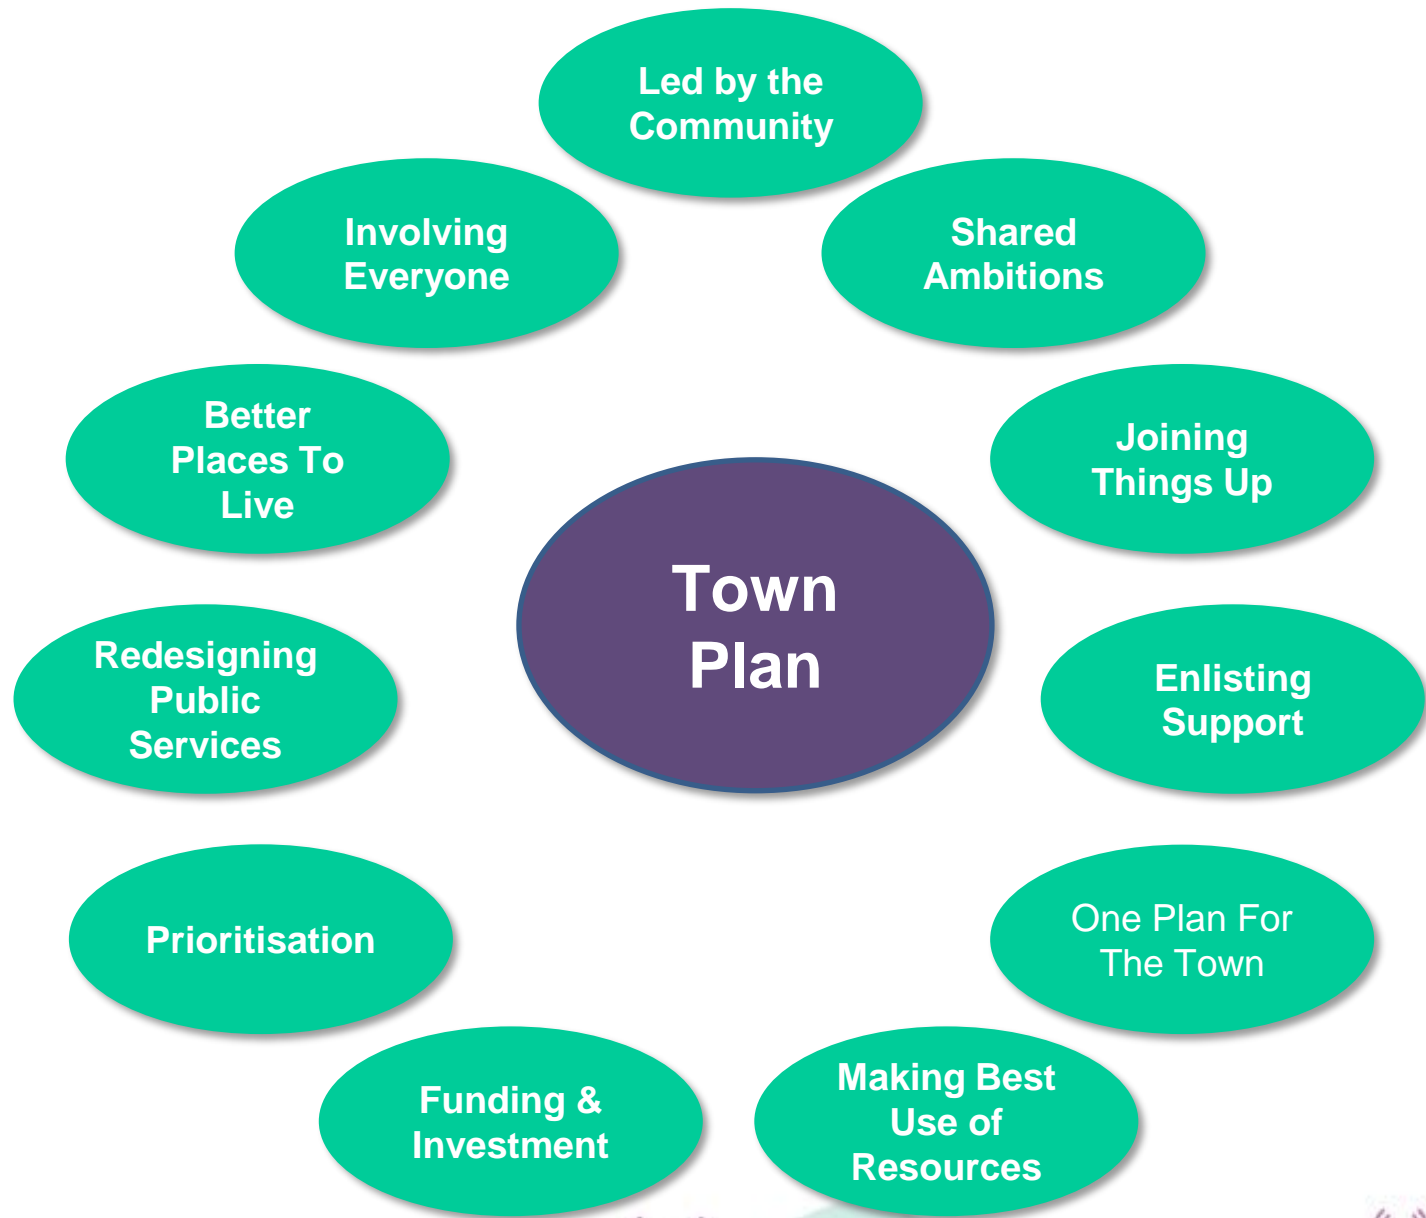 Led by the
Community
Involving
Everyone
Shared
Ambitions
Better
Places To
Live
Joining
Things Up
Town
Plan
Redesigning
Public
Services
Enlisting
Support
Prioritisation
One Plan For
The Town
Funding &
Investment
Making Best
Use of
Resources